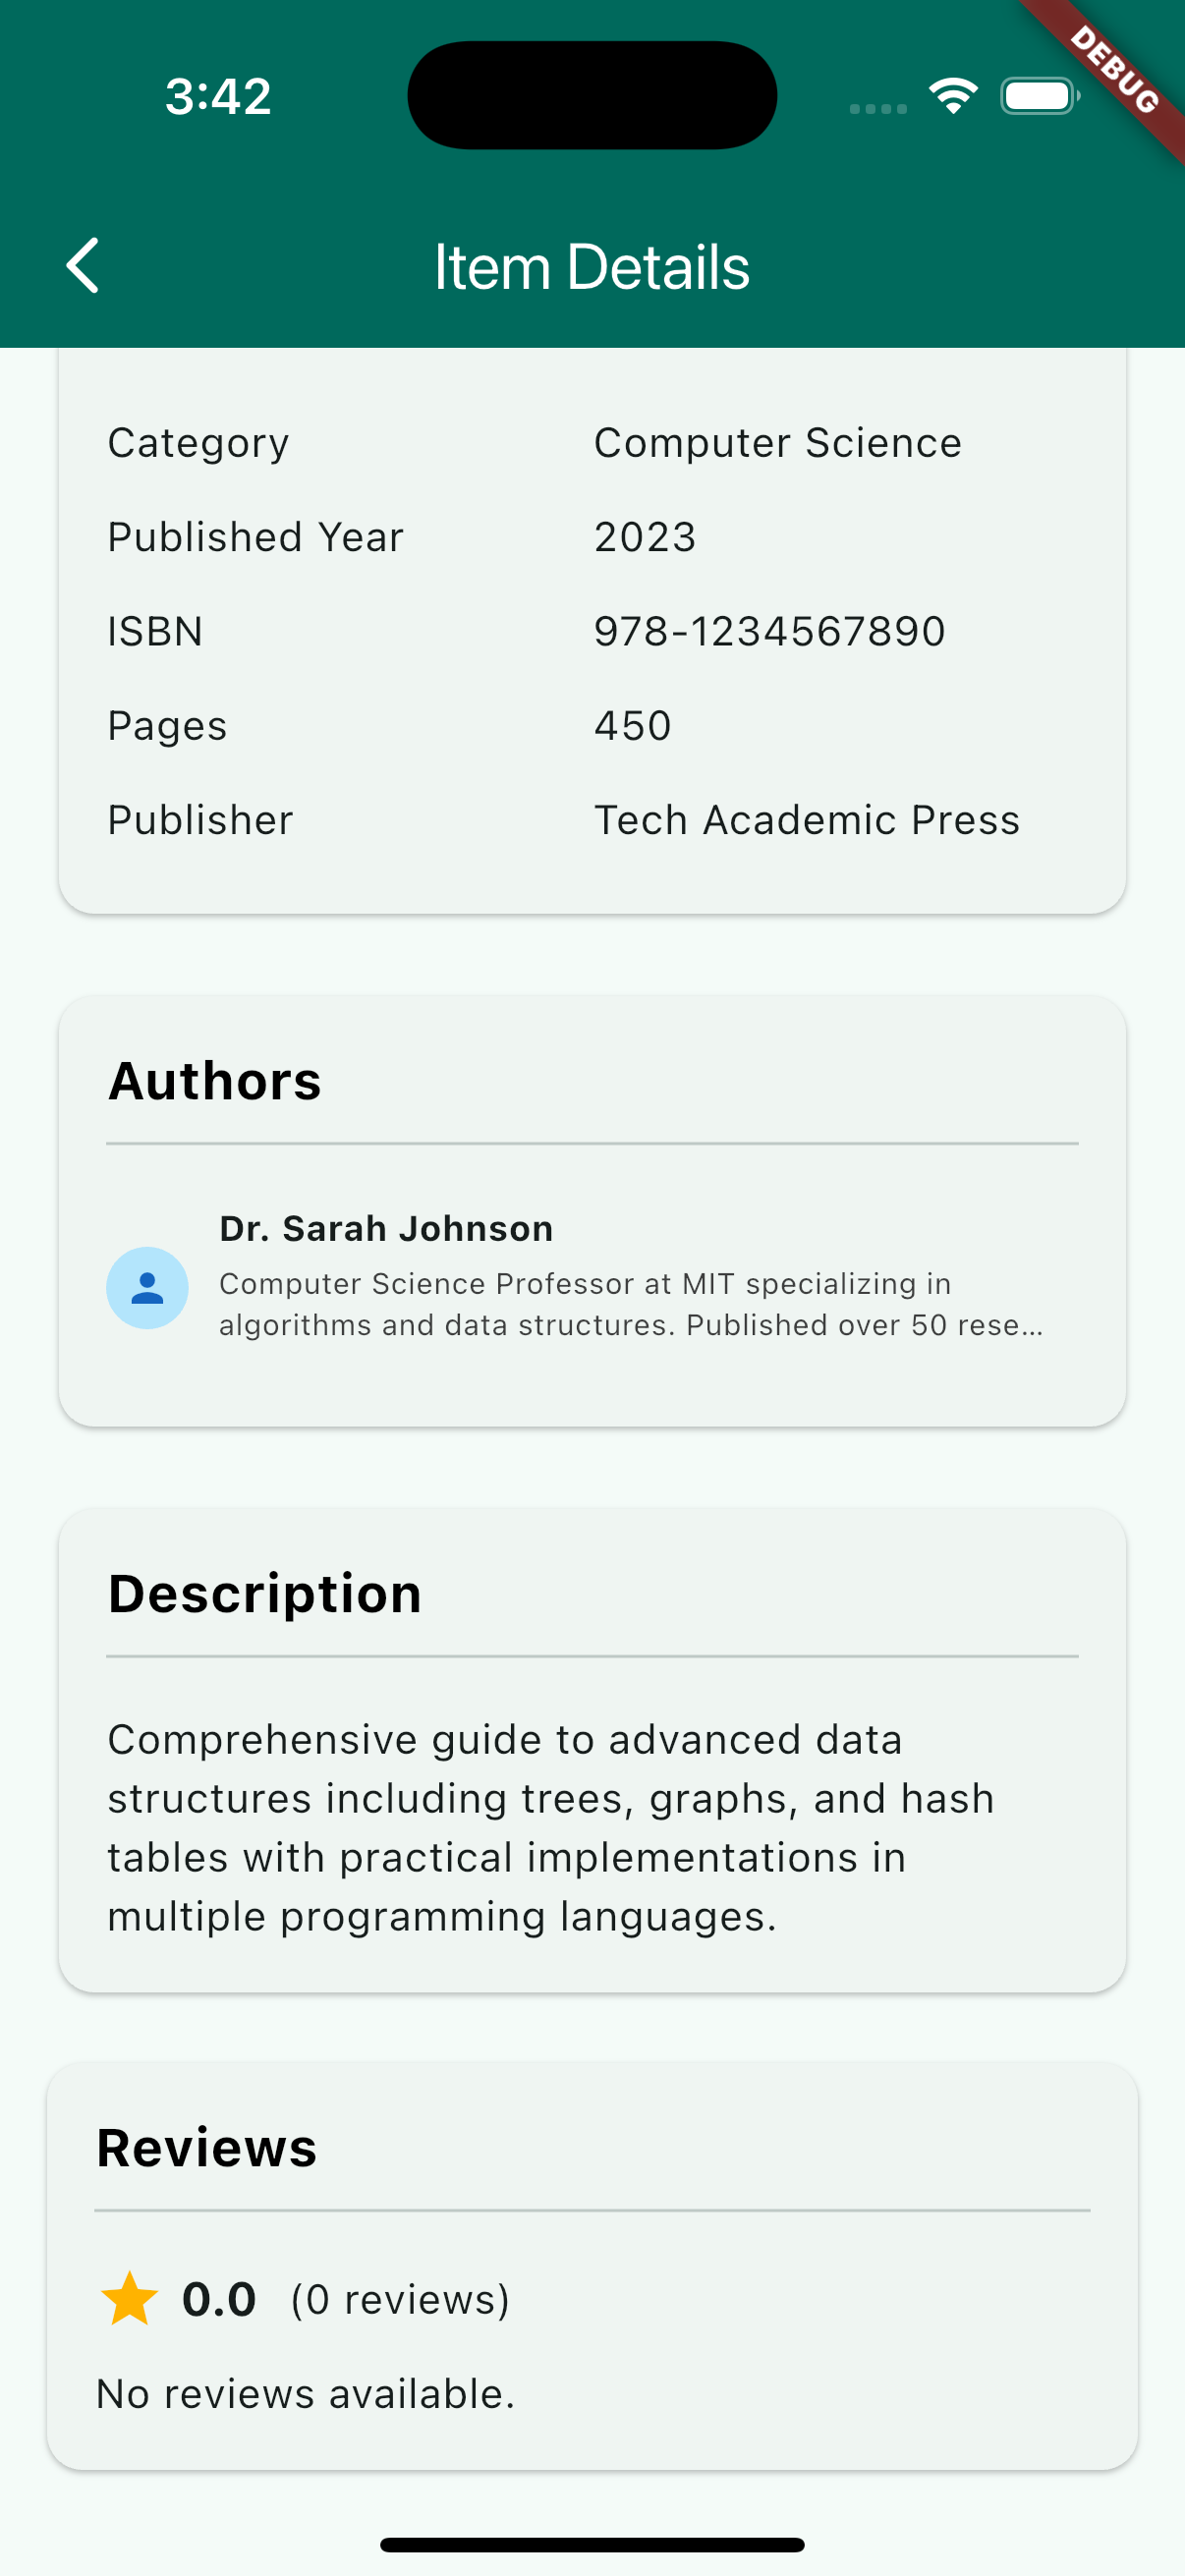 3:42
DEBUG
Item Details
Category Computer Science
Published Year 2023
ISBN 978-1234567890
Pages 450
Publisher Tech Academic Press
Authors
Dr. Sarah Johnson
Computer Science Professor at MIT specializing in
algorithms and data structures. Published over 50 rese...
Description
Comprehensive guide to advanced data
structures including trees, graphs, and hash
tables with practical implementations in
multiple programming languages.
Reviews
0.0 (0 reviews)
No reviews available.